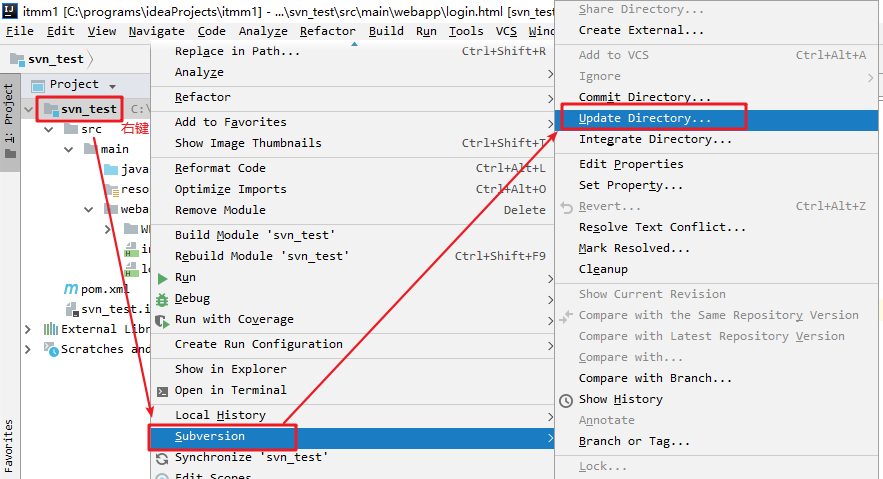 itmm1 [C:\programs\ideaProjects\itmm1] - ...\svn_test\src\main\webapp\login.html [svn_test
File Edit View Navigate Code Analyze Refactor Build Run Tools VCS Wind
svn_test
1: Project
Favorites
Project
svn_test C:\
src 右键
main
java
reso
weba
W
in
lo
pom.xml
svn_test.i
External Libr
Scratches and
Replace in Path... Ctrl+Shift+R
Analyze
Refactor
Add to Favorites
Show Image Thumbnails Ctrl+Shift+T
Reformat Code Ctrl+Alt+L
Optimize Imports Ctrl+Alt+O
Remove Module Delete
Build Module 'svn_test'
Rebuild Module 'svn_test' Ctrl+Shift+F9
Run
Debug
Run with Coverage
Create Run Configuration
Show in Explorer
Open in Terminal
Local History
Subversion
Synchronize 'svn_test'
Edit Scopes
Share Directory...
Create External...
Add to VCS Ctrl+Alt+A
Ignore
Commit Directory...
Update Directory...
Integrate Directory...
Edit Properties
Set Property...
Revert... Ctrl+Alt+Z
Resolve Text Conflict...
Mark Resolved...
Cleanup
Show Current Revision
Compare with the Same Repository Version
Compare with Latest Repository Version
Compare with...
Compare with Branch...
Show History
Annotate
Branch or Tag...
Lock...